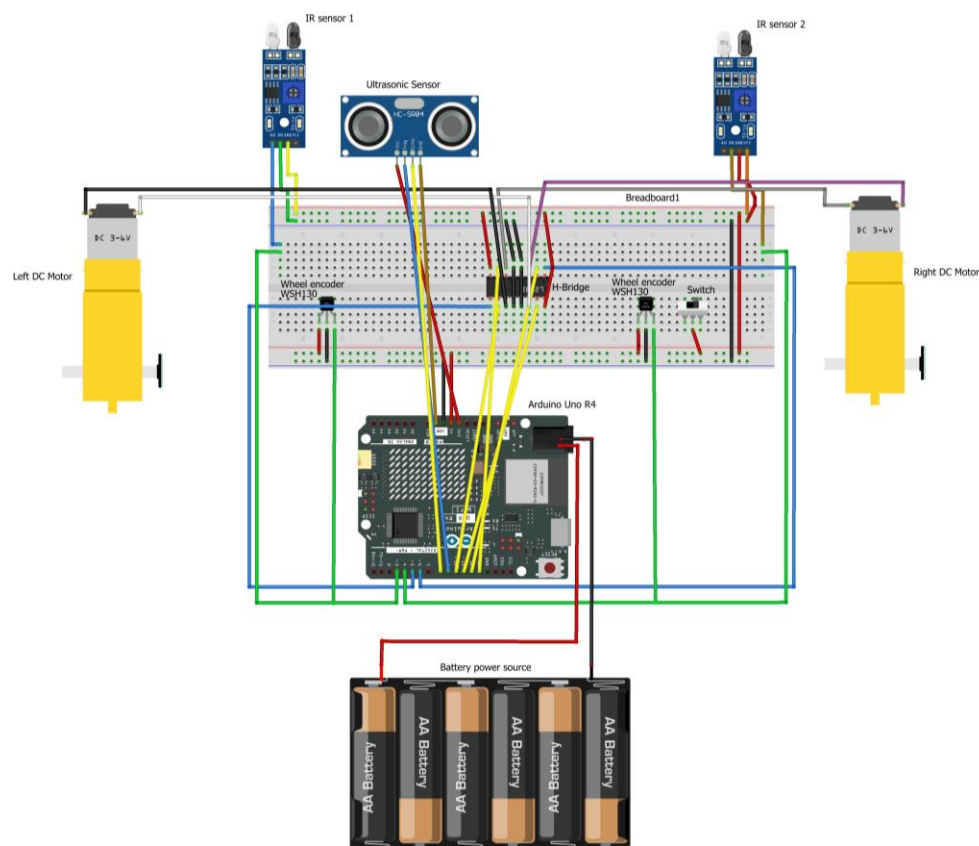 IR sensor 1
IR sensor 2
Ultrasonic Sensor
HC-SR04
Breadboard1
DC 3-6V
DC 3-6V
Left DC Motor
Right DC Motor
Wheel encoder
WSH130
H-Bridge
Wheel encoder
WSH130
Switch
Arduino Uno R4
Battery power source
AA Battery
AA Battery
AA Battery
AA Battery
AA Battery
AA Battery